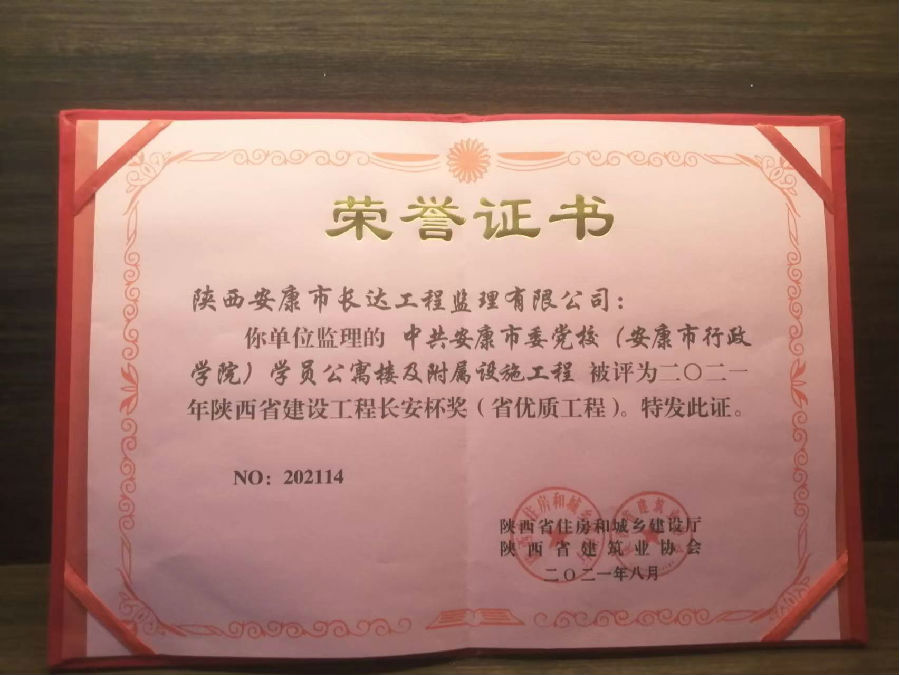 荣誉证书
陕西安康市长达工程监理有限公司：
你单位监理的 中共安康市委党校（安康市行政
学院）学员公寓楼及附属设施工程 被评为二〇二一
年陕西省建设工程长安杯奖（省优质工程）。特发此证。
NO：202114
陕西省住房和城乡建设厅
陕西省建筑业协会
二〇二一年八月